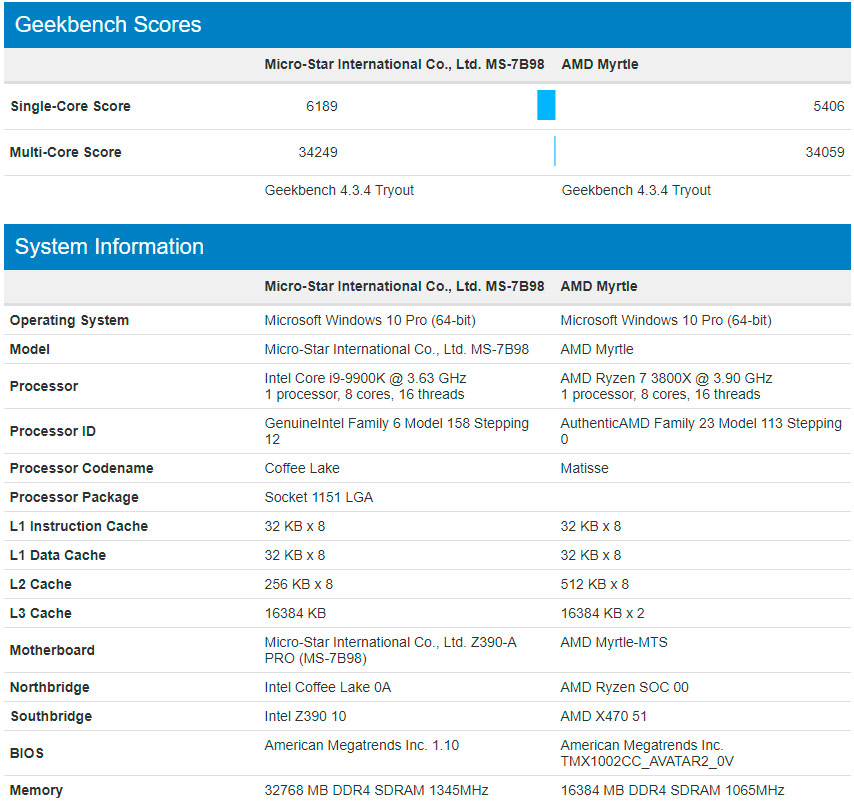 Geekbench Scores
Micro-Star International Co., Ltd. MS-7B98 AMD Myrtle
Single-Core Score 6189 5406
Multi-Core Score 34249 34059
Geekbench 4.3.4 Tryout Geekbench 4.3.4 Tryout
System Information
Micro-Star International Co., Ltd. MS-7B98 AMD Myrtle
Operating System Microsoft Windows 10 Pro (64-bit) Microsoft Windows 10 Pro (64-bit)
Model Micro-Star International Co., Ltd. MS-7B98 AMD Myrtle
Processor Intel Core i9-9900K @ 3.63 GHz AMD Ryzen 7 3800X @ 3.90 GHz
1 processor, 8 cores, 16 threads 1 processor, 8 cores, 16 threads
Processor ID GenuineIntel Family 6 Model 158 Stepping AuthenticAMD Family 23 Model 113 Stepping
12 0
Processor Codename Coffee Lake Matisse
Processor Package Socket 1151 LGA
L1 Instruction Cache 32 KB x 8 32 KB x 8
L1 Data Cache 32 KB x 8 32 KB x 8
L2 Cache 256 KB x 8 512 KB x 8
L3 Cache 16384 KB 16384 KB x 2
Motherboard Micro-Star International Co., Ltd. Z390-A AMD Myrtle-MTS
PRO (MS-7B98)
Northbridge Intel Coffee Lake 0A AMD Ryzen SOC 00
Southbridge Intel Z390 10 AMD X470 51
BIOS American Megatrends Inc. 1.10 American Megatrends Inc.
TMX1002CC_AVATAR2_0V
Memory 32768 MB DDR4 SDRAM 1345MHz 16384 MB DDR4 SDRAM 1065MHz